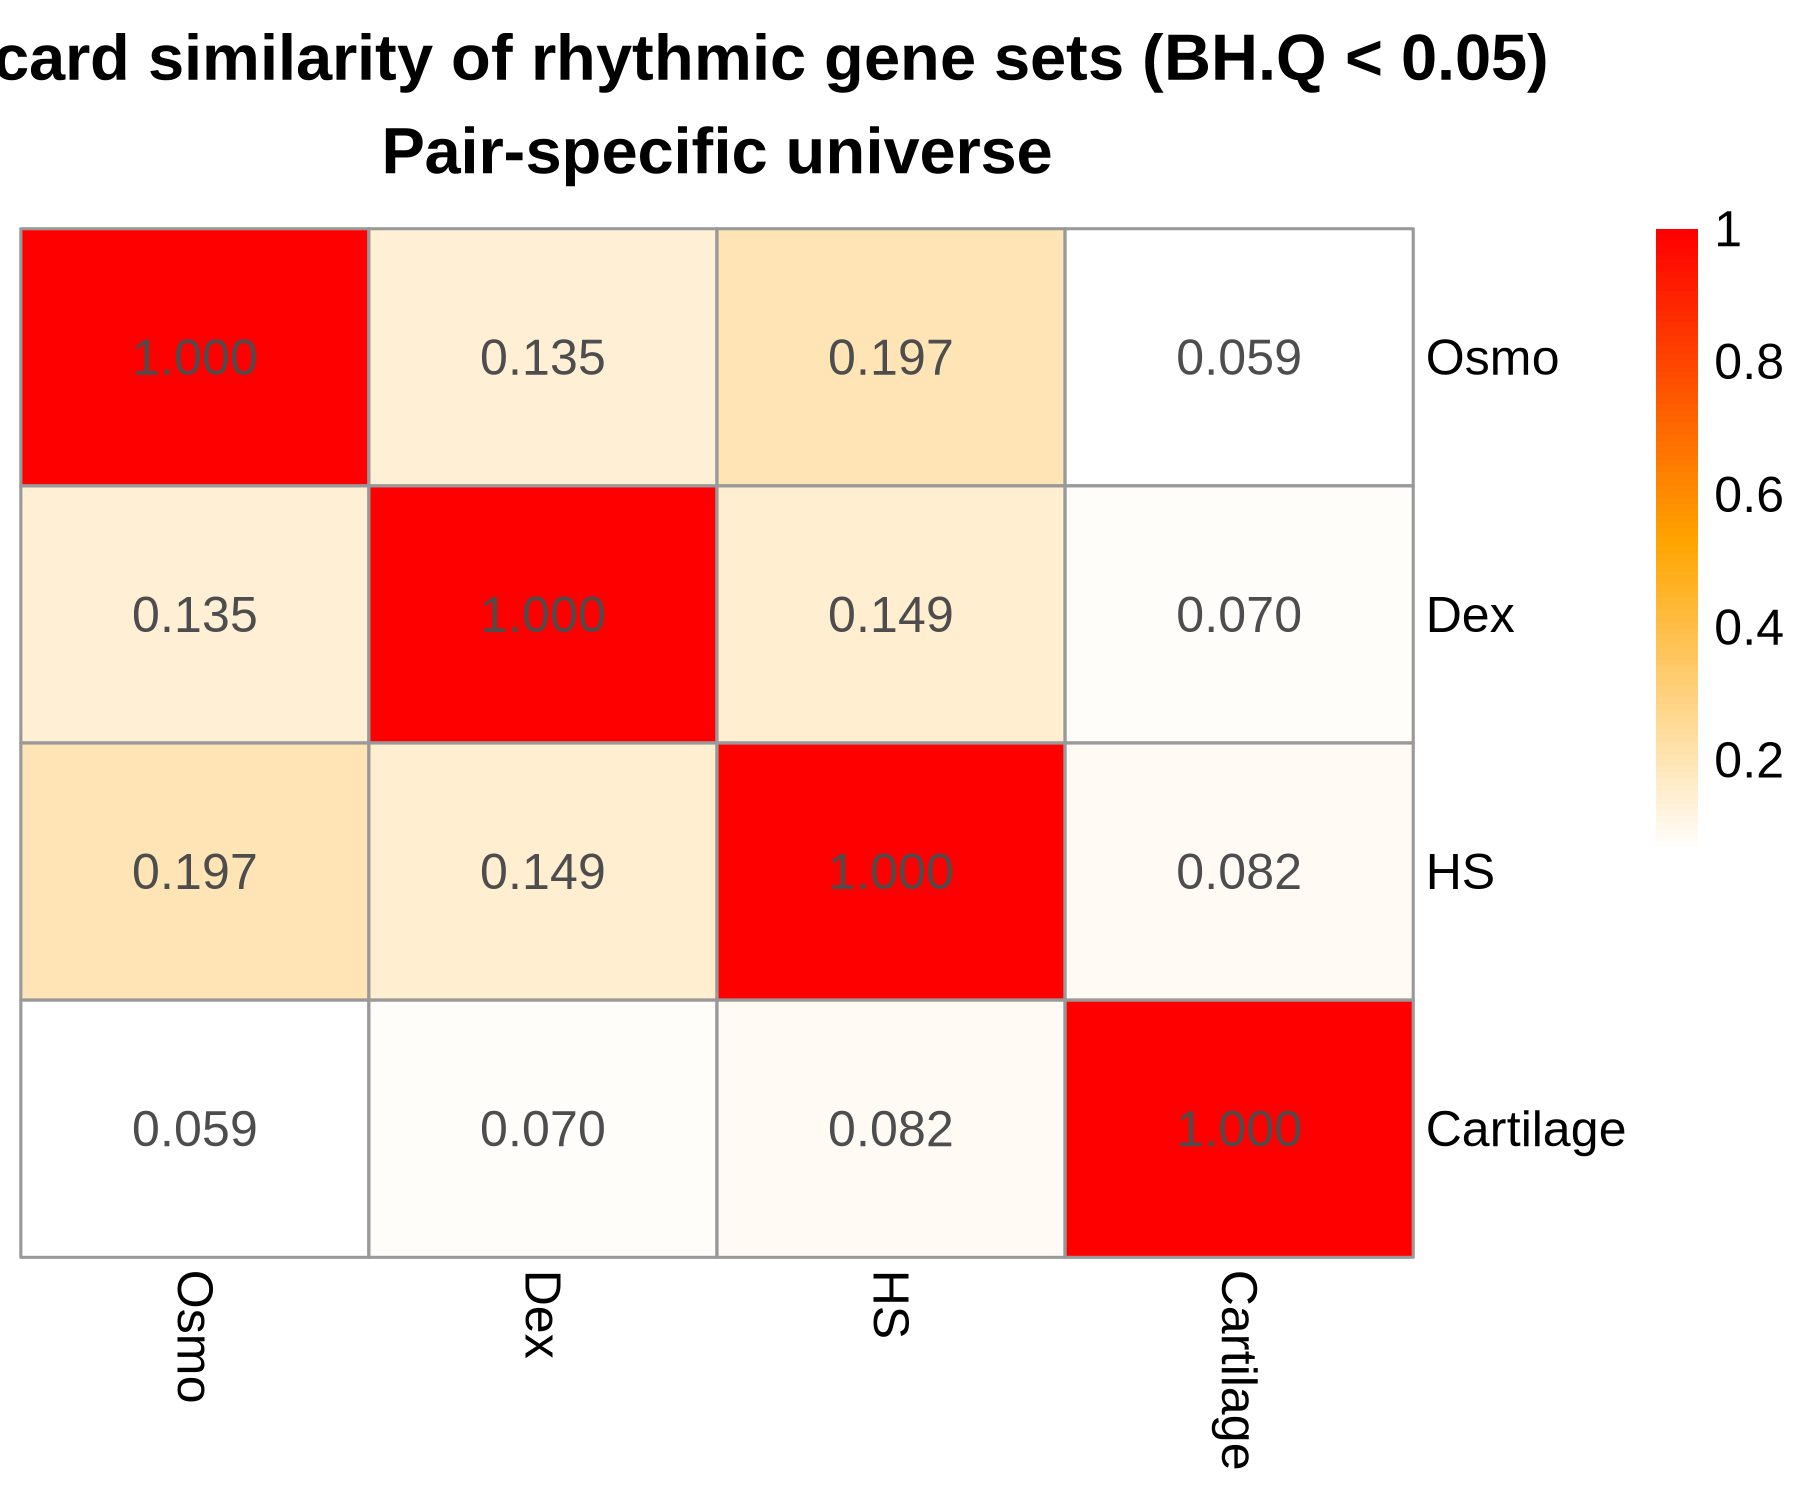 card similarity of rhythmic gene sets (BH.Q < 0.05)
Pair-specific universe
1.000 0.135 0.197 0.059 Osmo
0.135 1.000 0.149 0.070 Dex
0.197 0.149 1.000 0.082 HS
0.059 0.070 0.082 1.000 Cartilage
Osmo Dex HS Cartilage
1
0.8
0.6
0.4
0.2